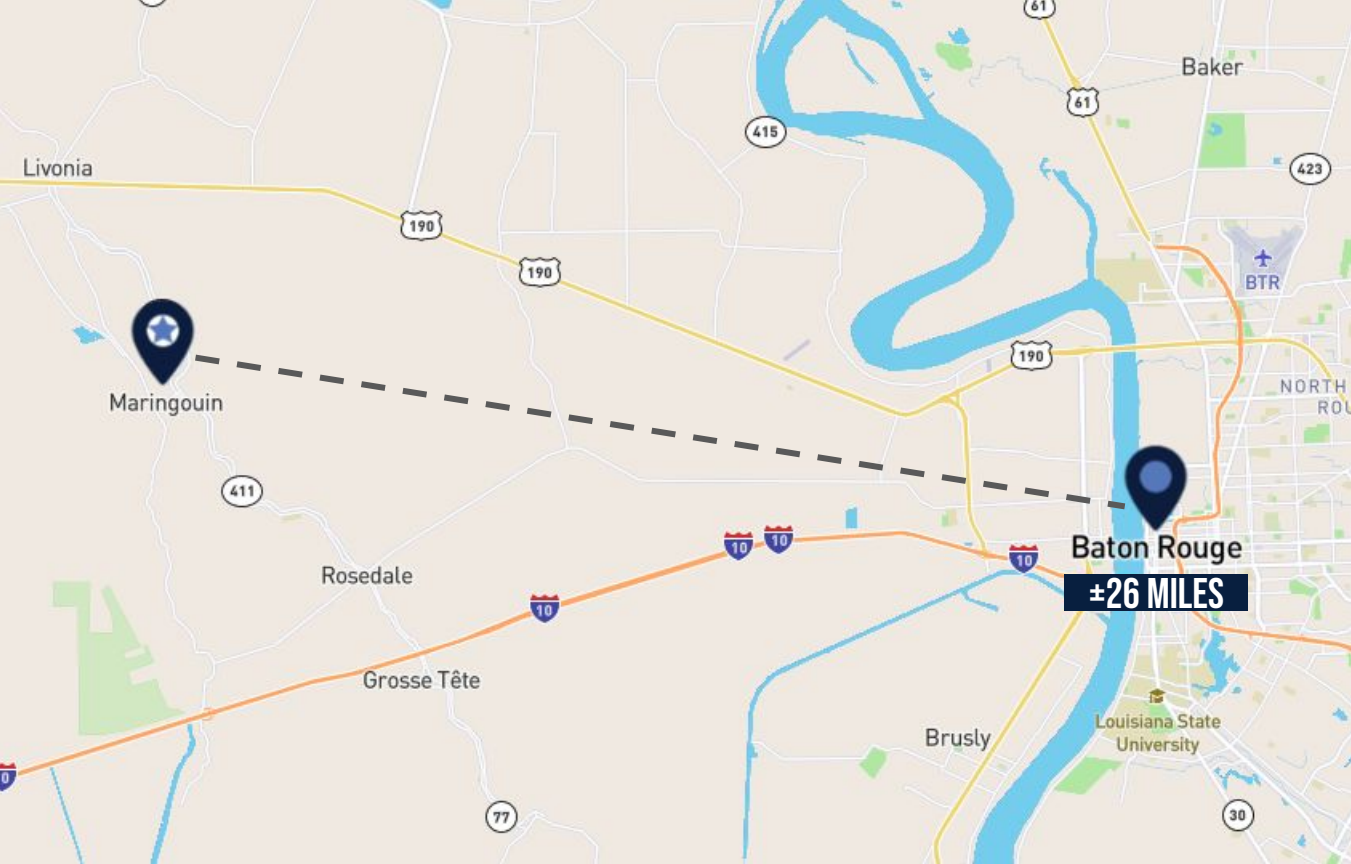 61
Baker
61
415
423
Livonia
190
190
BTR
190
NORTH
ROU
Maringouin
411
10
10
10
Baton Rouge
±26 MILES
Rosedale
10
Grosse Tête
Louisiana State
University
Brusly
0
77
30